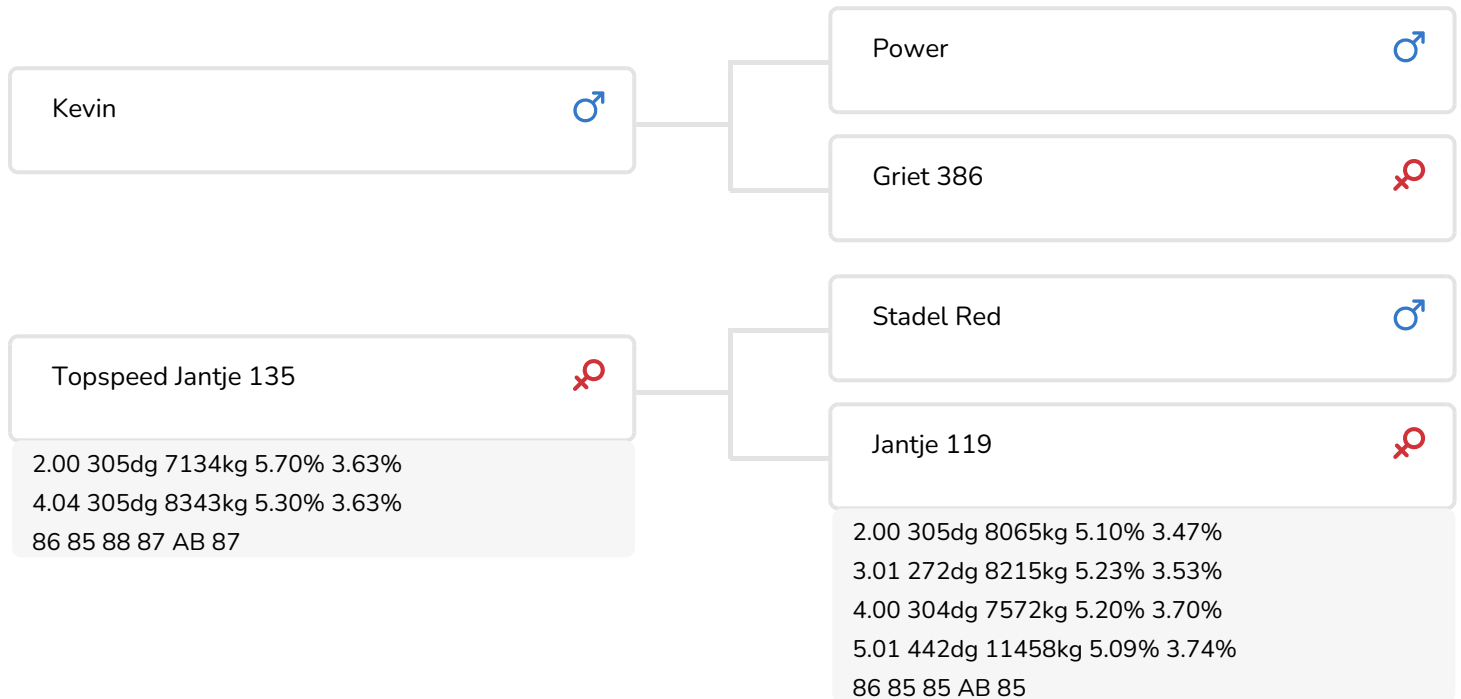 Kevin
Power
Griet 386
Topspeed Jantje 135
2.00 305dg 7134kg 5.70% 3.63%
4.04 305dg 8343kg 5.30% 3.63%
86 85 88 87 AB 87
Stadel Red
Jantje 119
2.00 305dg 8065kg 5.10% 3.47%
3.01 272dg 8215kg 5.23% 3.53%
4.00 304dg 7572kg 5.20% 3.70%
5.01 442dg 11458kg 5.09% 3.74%
86 85 85 AB 85